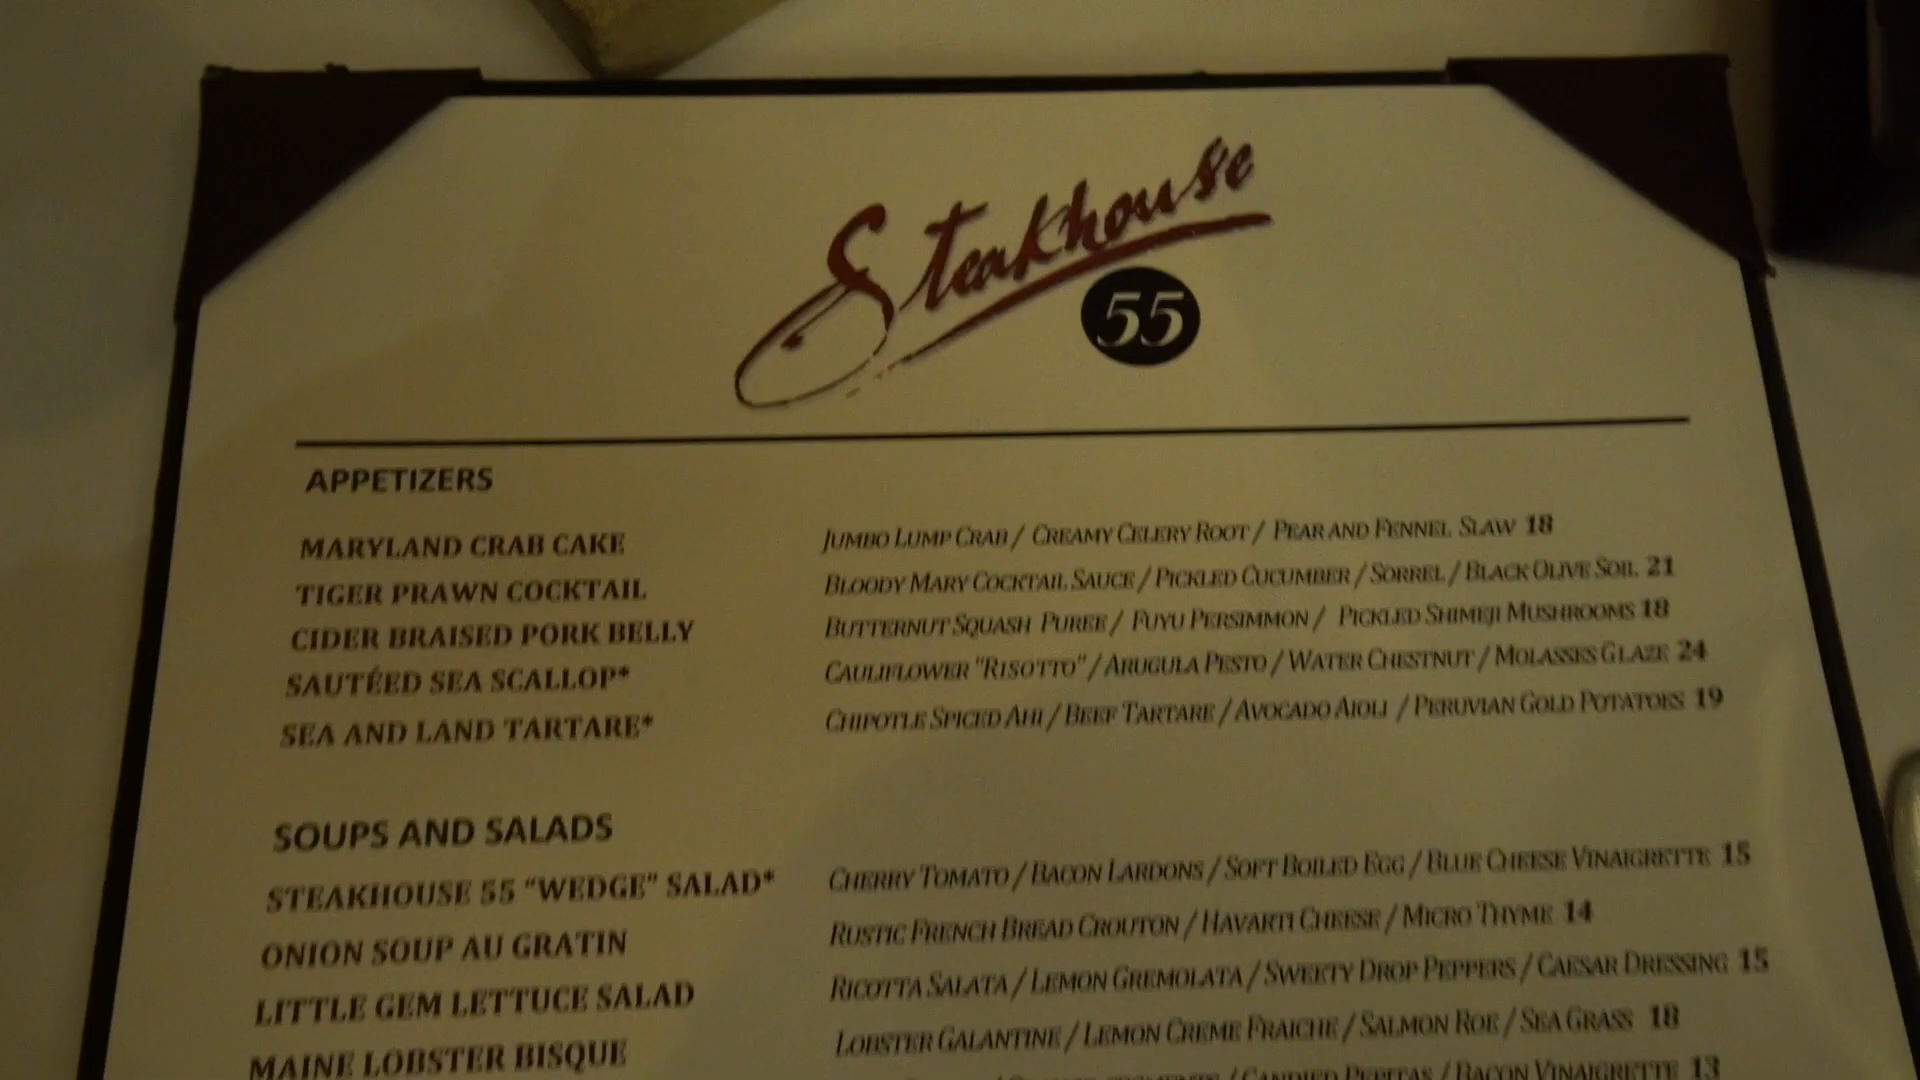 Steakhouse
55
APPETIZERS
MARYLAND CRAB CAKE JUMBO LUMP CRAB / CREAMY CELERY ROOT / PEAR AND FENNEL SLAW 18
TIGER PRAWN COCKTAIL BLOODY MARY COCKTAIL SAUCE / PICKLED CUCUMBER / SORREL / BLACK OLIVE SOIL 21
CIDER BRAISED PORK BELLY BUTTERNUT SQUASH PUREE / FUYU PERSIMMON / PICKLED SHIMEJI MUSHROOMS 18
SAUTÉED SEA SCALLOP* CAULIFLOWER "RISOTTO" / ARUGULA PESTO / WATER CHESTNUT / MOLASSES GLAZE 24
SEA AND LAND TARTARE* CHIPOTLE SPICED AHI / BEEF TARTARE / AVOCADO AIOLI / PERUVIAN GOLD POTATOES 19
SOUPS AND SALADS
STEAKHOUSE 55 "WEDGE" SALAD* CHERRY TOMATO / BACON LARDONS / SOFT BOILED EGG / BLUE CHEESE VINAIGRETTE 15
ONION SOUP AU GRATIN RUSTIC FRENCH BREAD CROUTON / HAVARTI CHEESE / MICRO THYME 14
LITTLE GEM LETTUCE SALAD RICOTTA SALATA / LEMON GREMOLATA / SWEETY DROP PEPPERS / CAESAR DRESSING 15
MAINE LOBSTER BISQUE LOBSTER GALANTINE / LEMON CREME FRAICHE / SALMON ROE / SEA GRASS 18
/ CANDIED PEPITAS / BACON VINAIGRETTE 13